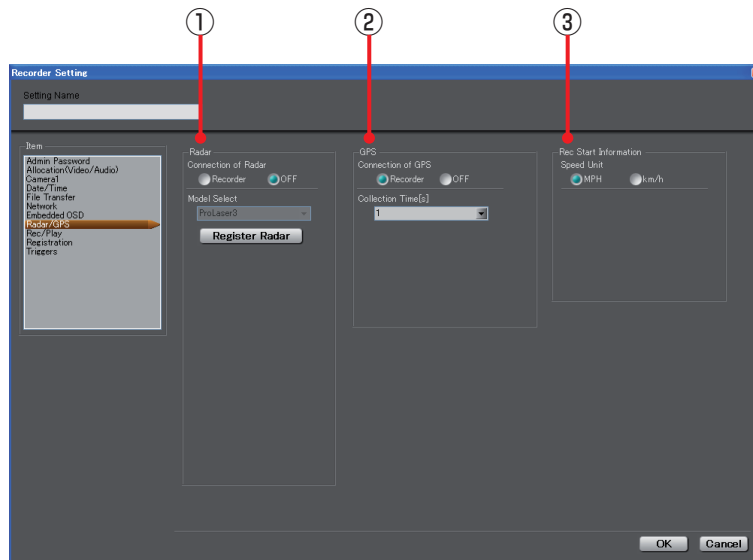 ① ② ③
Recorder Setting
Setting Name
Item
Admin Password
Allocation(Video/Audio)
Camera1
Date/Time
File Transfer
Network
Embedded OSD
Radar/GPS
Rec/Play
Registration
Triggers
Radar
Connection of Radar
Recorder OFF
Model Select
ProLaser3
Register Radar
GPS
Connection of GPS
Recorder OFF
Collection Time[s]
1
Rec Start Information
Speed Unit
MPH km/h
OK Cancel